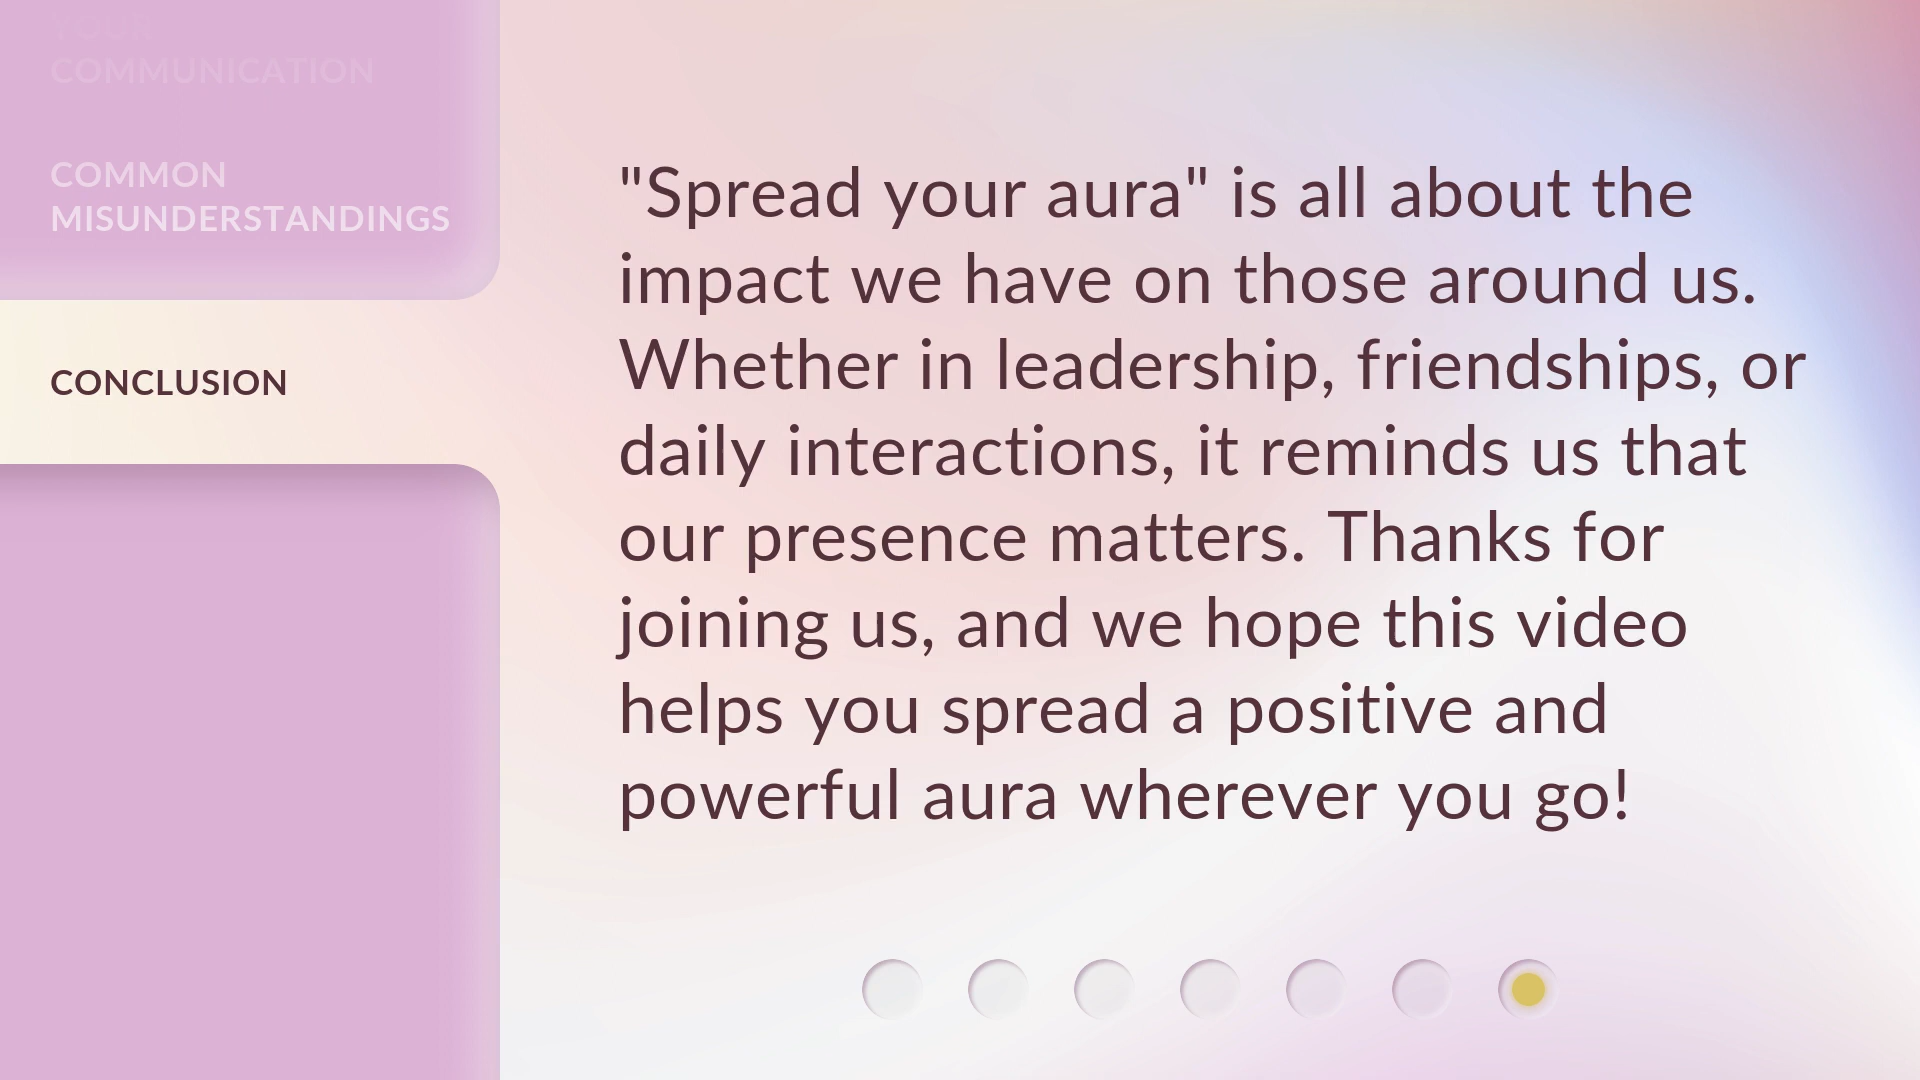 YOUR
COMMUNICATION
COMMON
MISUNDERSTANDINGS
CONCLUSION
"Spread your aura" is all about the
impact we have on those around us.
Whether in leadership, friendships, or
daily interactions, it reminds us that
our presence matters. Thanks for
joining us, and we hope this video
helps you spread a positive and
powerful aura wherever you go!